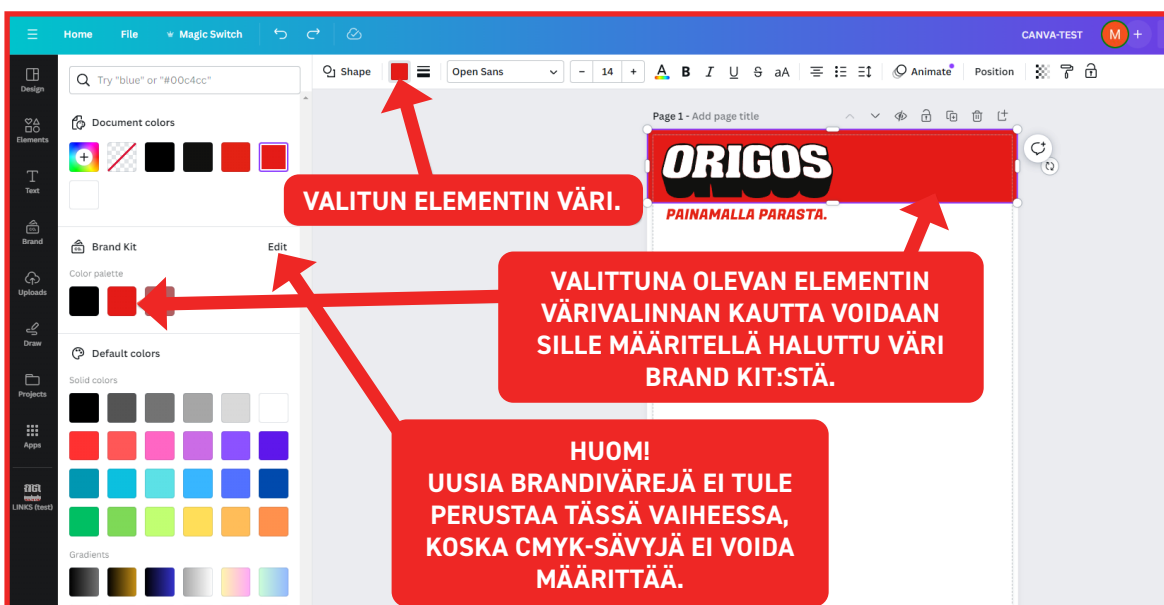 Home File Magic Switch CANVA-TEST M +
Design
Elements
Text
Brand
Uploads
Draw
Projects
Apps
LINKS (test)
Try "blue" or "#00c4cc"
Document colors
Brand Kit Edit
Color palette
Default colors
Solid colors
Gradients
Shape Open Sans - 14 + A B I U S aA Animate Position
Page 1 - Add page title
ORIGOS
PAINAMALLA PARASTA.
VALITUN ELEMENTIN VÄRI.
VALITTUNA OLEVAN ELEMENTIN
VÄRIVALINNAN KAUTTA VOIDAAN
SILLE MÄÄRITELLÄ HALUTTU VÄRI
BRAND KIT:STÄ.
HUOM!
UUSIA BRANDIVÄREJÄ EI TULE
PERUSTAA TÄSSÄ VAIHEESSA,
KOSKA CMYK-SÄVYJÄ EI VOIDA
MÄÄRITTÄÄ.